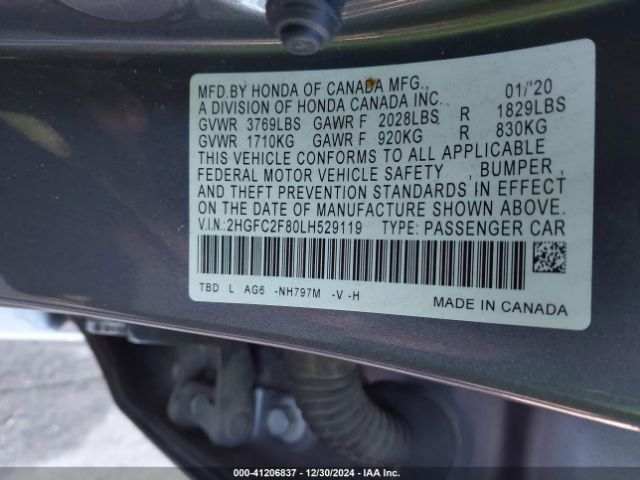 MFD.BY HONDA OF CANADA MFG., 01/'20
A DIVISION OF HONDA CANADA INC.
GVWR 3769LBS GAWR F 2028LBS R 1829LBS
GVWR 1710KG GAWR F 920KG R 830KG
THIS VEHICLE CONFORMS TO ALL APPLICABLE
FEDERAL MOTOR VEHICLE SAFETY , BUMPER ,
AND THEFT PREVENTION STANDARDS IN EFFECT
ON THE DATE OF MANUFACTURE SHOWN ABOVE.
V.I.N.:2HGFC2F80LH529119 TYPE: PASSENGER CAR
TBD L AG6 -NH797M -V -H
MADE IN CANADA
000-41206837 - 12/30/2024 - IAA Inc.